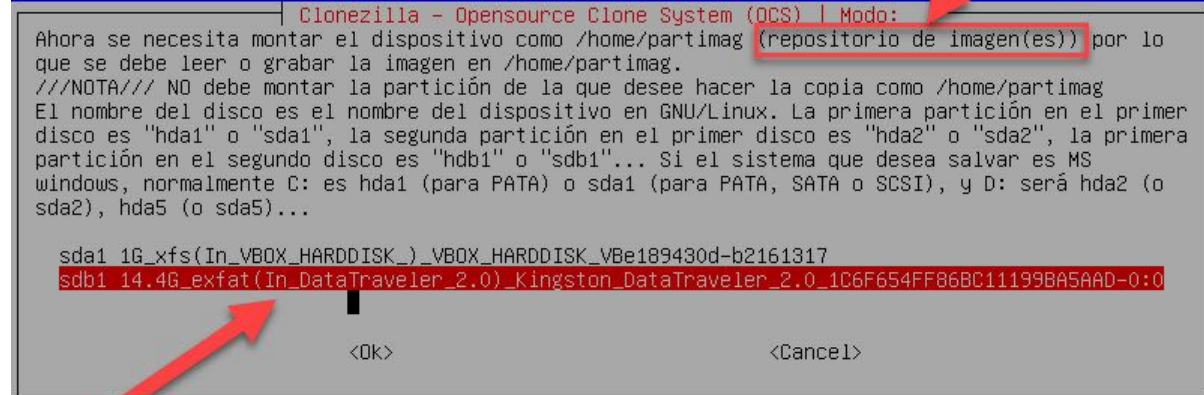 Clonezilla - Opensource Clone System (OCS) | Modo:
Ahora se necesita montar el dispositivo como /home/partimag (repositorio de imagen(es)) por lo
que se debe leer o grabar la imagen en /home/partimag.
///NOTA/// NO debe montar la partición de la que desee hacer la copia como /home/partimag
El nombre del disco es el nombre del dispositivo en GNU/Linux. La primera partición en el primer
disco es "hda1" o "sda1", la segunda partición en el primer disco es "hda2" o "sda2", la primera
partición en el segundo disco es "hdb1" o "sdb1"... Si el sistema que desea salvar es MS
windows, normalmente C: es hda1 (para PATA) o sda1 (para PATA, SATA o SCSI), y D: será hda2 (o
sda2), hda5 (o sda5)...
sda1 1G_xfs(In_VBOX_HARDDISK_)_VBOX_HARDDISK_VBe189430d-b2161317
sdb1 14.4G_exfat(In_DataTraveler_2.0)_Kingston_DataTraveler_2.0_1C6F654FF86BC11199BA5AAD-0:0
<Ok> <Cancel>